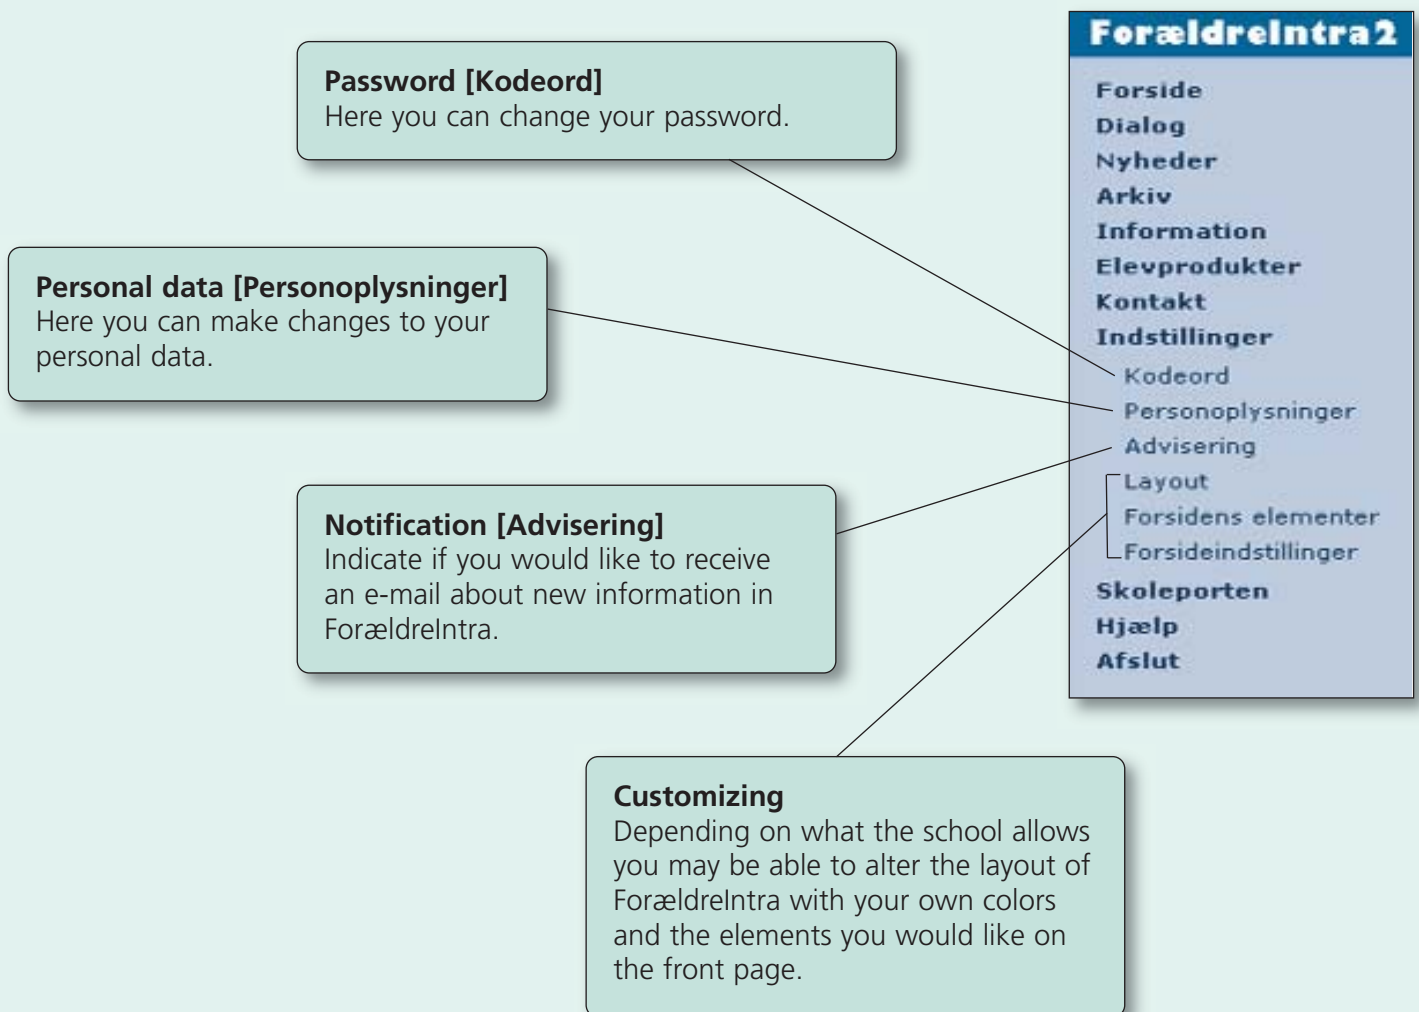 Password [Kodeord]
Here you can change your password.
Personal data [Personoplysninger]
Here you can make changes to your
personal data.
Notification [Advisering]
Indicate if you would like to receive
an e-mail about new information in
ForældreIntra.
Customizing
Depending on what the school allows
you may be able to alter the layout of
ForældreIntra with your own colors
and the elements you would like on
the front page.
ForældreIntra2
Forside
Dialog
Nyheder
Arkiv
Information
Elevprodukter
Kontakt
Indstillinger
Kodeord
Personoplysninger
Advisering
Layout
Forsidens elementer
Forsideindstillinger
Skoleporten
Hjælp
Afslut